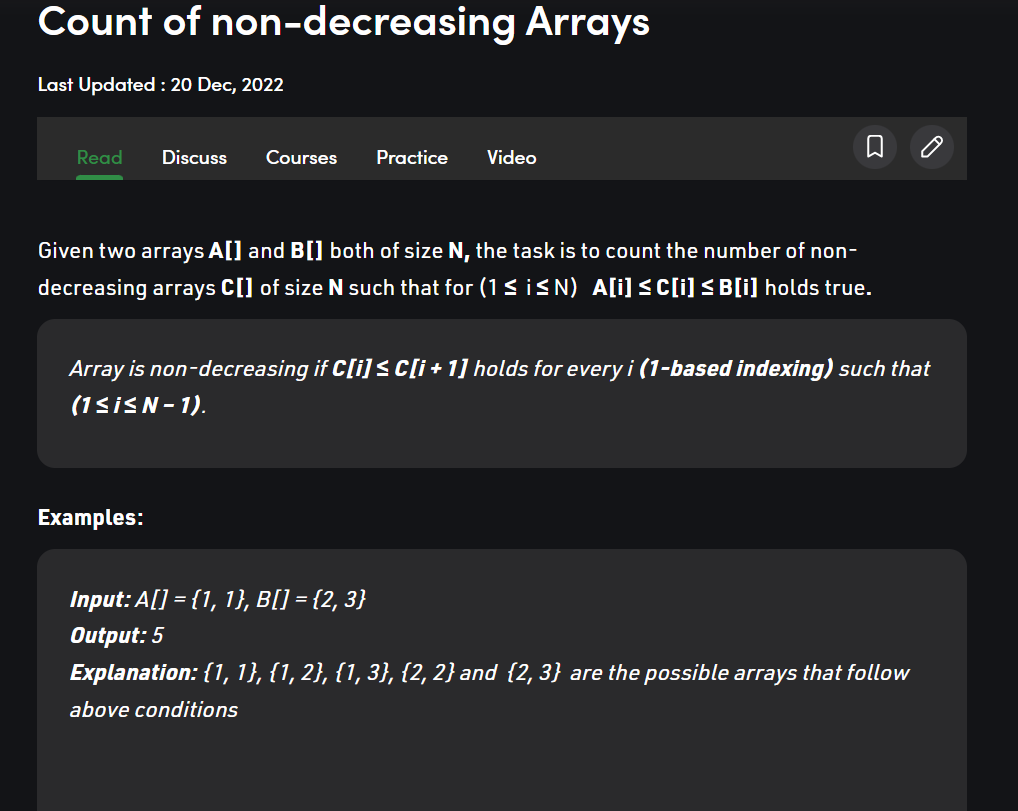 Count of non-decreasing Arrays
Last Updated : 20 Dec, 2022
Read Discuss Courses Practice Video
Given two arrays A[] and B[] both of size N, the task is to count the number of non-
decreasing arrays C[] of size N such that for (1 ≤ i ≤ N) A[i] ≤ C[i] ≤ B[i] holds true.
Array is non-decreasing if C[i] ≤ C[i + 1] holds for every i (1-based indexing) such that
(1 ≤ i ≤ N – 1).
Examples:
Input: A[] = {1, 1}, B[] = {2, 3}
Output: 5
Explanation: {1, 1}, {1, 2}, {1, 3}, {2, 2} and {2, 3} are the possible arrays that follow
above conditions